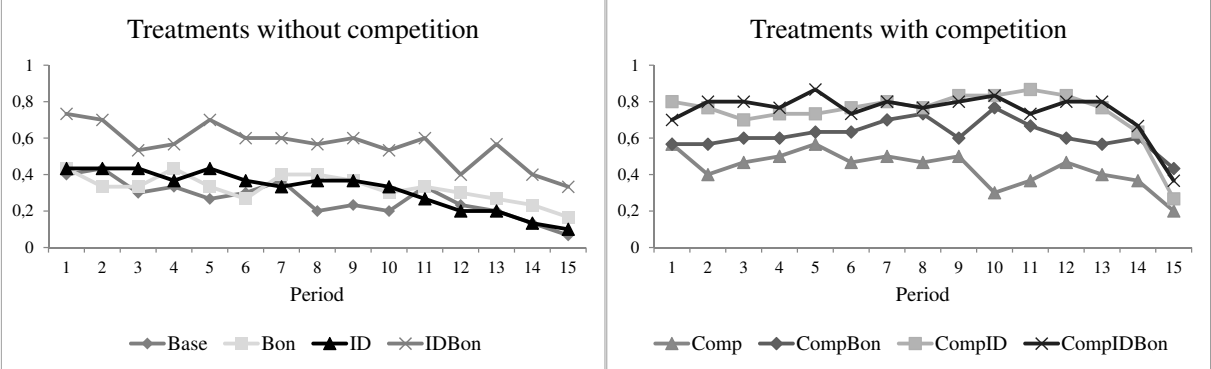 Treatments without competition
1
0,8
0,6
0,4
0,2
0
1 2 3 4 5 6 7 8 9 10 11 12 13 14 15
Period
Base Bon ID IDBon
Treatments with competition
1
0,8
0,6
0,4
0,2
0
1 2 3 4 5 6 7 8 9 10 11 12 13 14 15
Period
Comp CompBon CompID CompIDBon